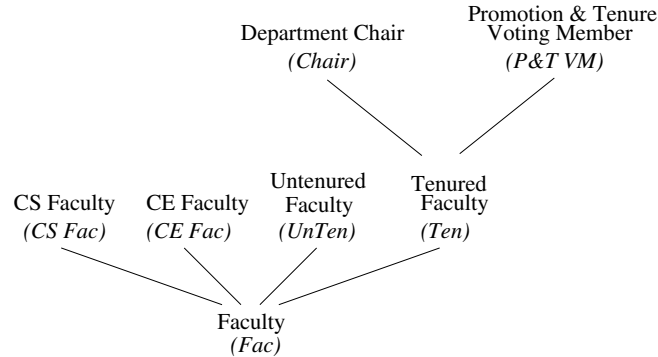 Department Chair
(Chair)
Promotion & Tenure
Voting Member
(P&T VM)
CS Faculty
(CS Fac)
CE Faculty
(CE Fac)
Untenured
Faculty
(UnTen)
Tenured
Faculty
(Ten)
Faculty
(Fac)